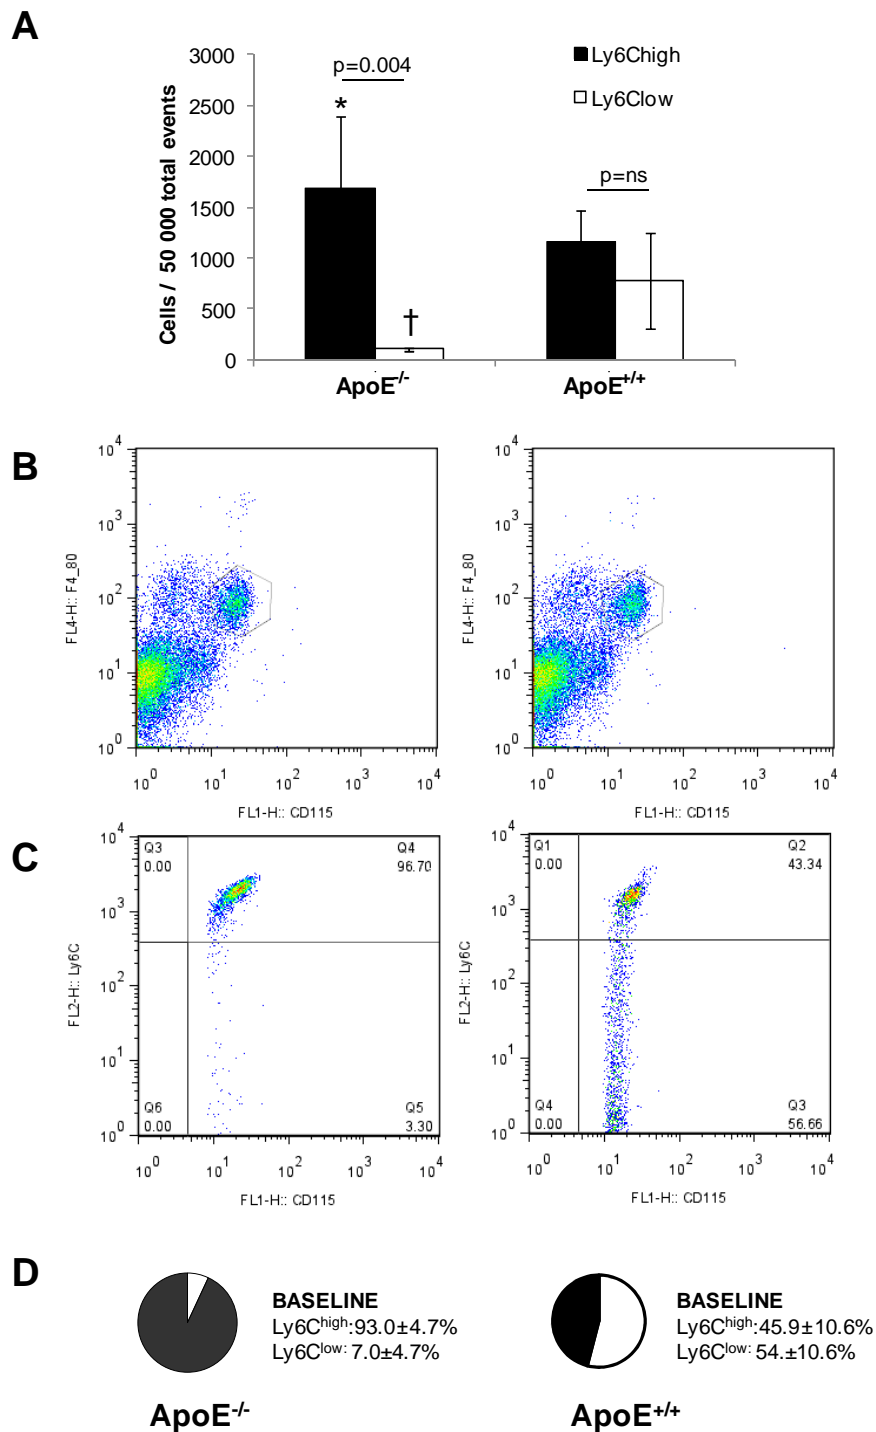 A
3000
2500
2000
1500
1000
500
0
Cells / 50 000 total events
p=0.004
*
†
Ly6Chigh
Ly6Clow
p=ns
ApoE-/-
ApoE+/+
B
10^4
10^3
10^2
10^1
10^0
FL4-H:: F4_80
10^0 10^1 10^2 10^3 10^4
FL1-H:: CD115
10^4
10^3
10^2
10^1
10^0
FL4-H:: F4_80
10^0 10^1 10^2 10^3 10^4
FL1-H:: CD115
C
10^4
10^3
10^2
10^1
10^0
FL2-H:: Ly6C
Q3
0.00
Q4
96.70
Q6
0.00
Q5
3.30
10^0 10^1 10^2 10^3 10^4
FL1-H:: CD115
10^4
10^3
10^2
10^1
10^0
FL2-H:: Ly6C
Q1
0.00
Q2
43.34
Q4
0.00
Q3
56.66
10^0 10^1 10^2 10^3 10^4
FL1-H:: CD115
D
BASELINE
Ly6Chigh:93.0±4.7%
Ly6Clow: 7.0±4.7%
ApoE-/-
BASELINE
Ly6Chigh:45.9±10.6%
Ly6Clow: 54.±10.6%
ApoE+/+